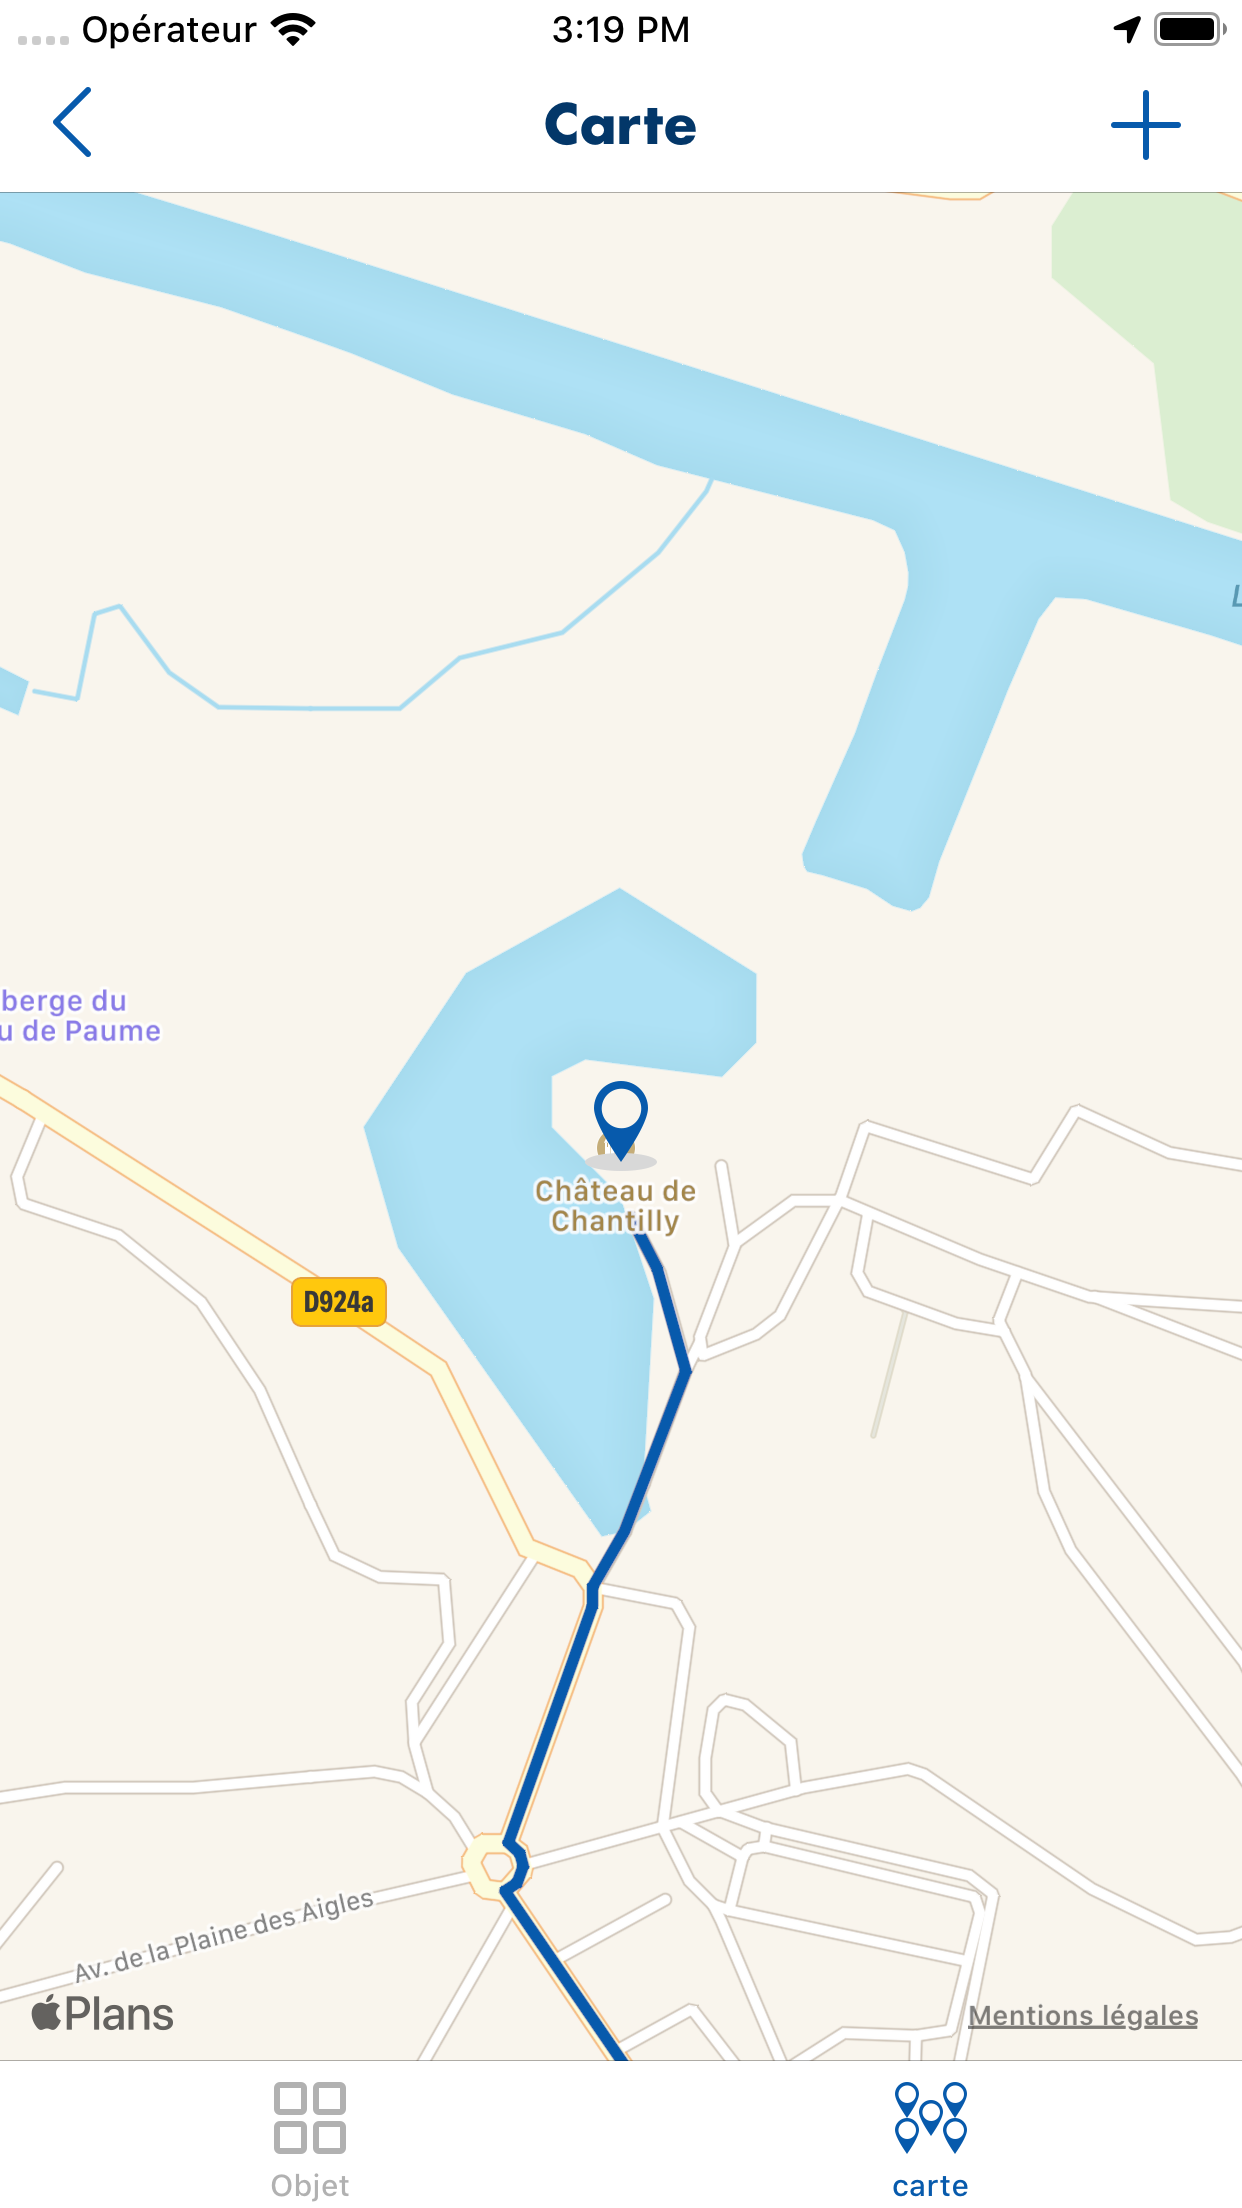 Opérateur 3:19 PM
Carte
L
berge du
u de Paume
Château de
Chantilly
D924a
Av. de la Plaine des Aigles
Plans
Mentions légales
Objet
carte